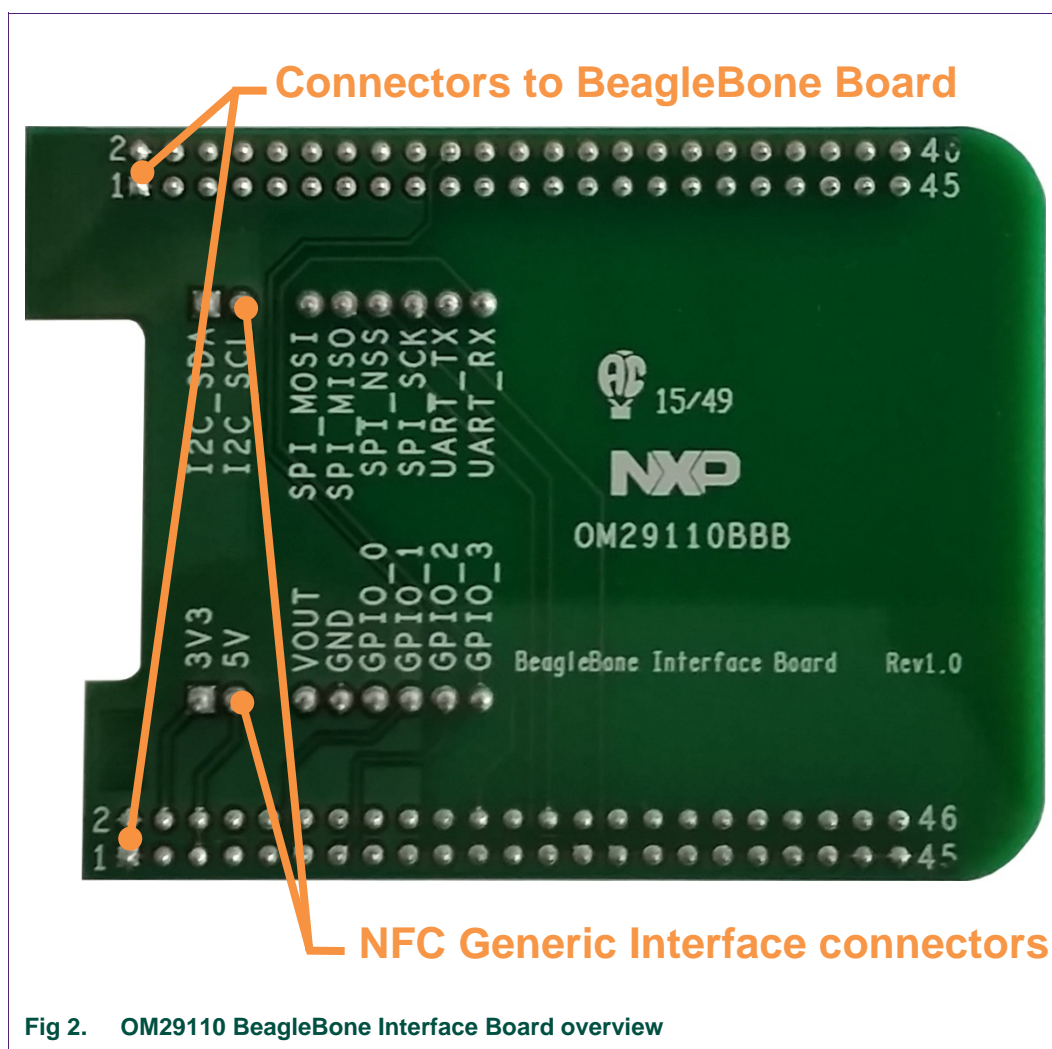 Connectors to BeagleBone Board
2 46
1 45
I2C_SDA
I2C_SCL
SPI_MOSI
SPI_MISO
SPI_NSS
SPI_SCK
UART_TX
UART_RX
15/49
NXP
OM29110BBB
3V3
5V
VOUT
GND
GPIO_0
GPIO_1
GPIO_2
GPIO_3
BeagleBone Interface Board Rev1.0
2 46
1 45
NFC Generic Interface connectors
Fig 2. OM29110 BeagleBone Interface Board overview